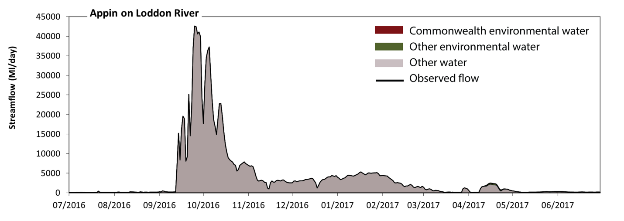 Appin on Loddon River
Streamflow (Ml/day)
45000
40000
35000
30000
25000
20000
15000
10000
5000
0
Commonwealth environmental water
Other environmental water
Other water
Observed flow
07/2016 08/2016 09/2016 10/2016 11/2016 12/2016 01/2017 02/2017 03/2017 04/2017 05/2017 06/2017